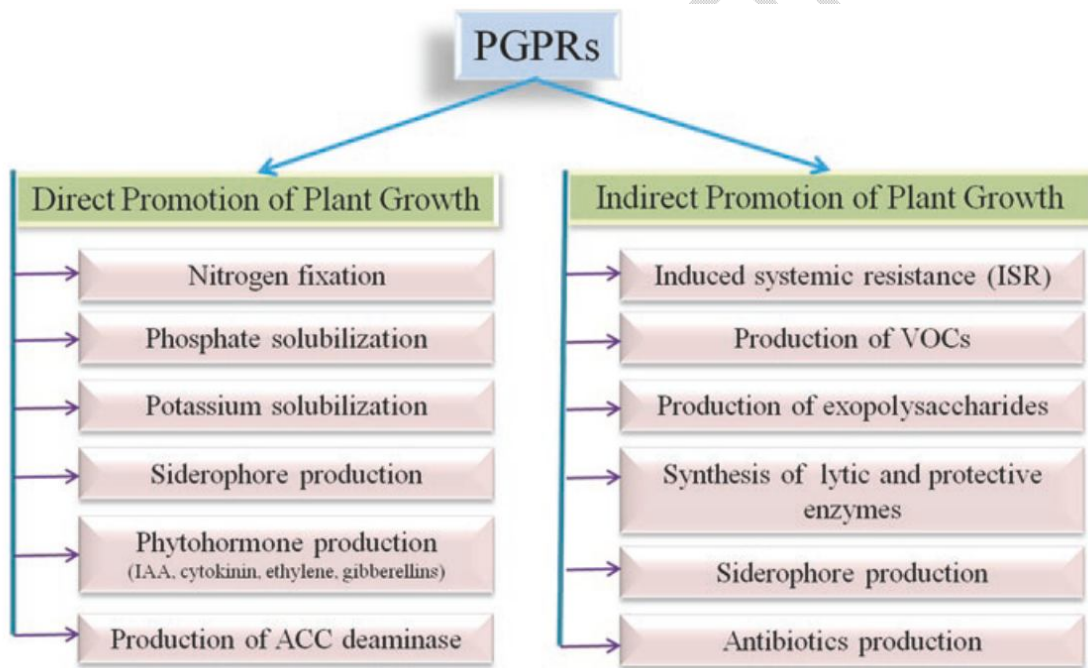 PGPRs
Direct Promotion of Plant Growth
Nitrogen fixation
Phosphate solubilization
Potassium solubilization
Siderophore production
Phytohormone production
(IAA, cytokinin, ethylene, gibberellins)
Production of ACC deaminase
Indirect Promotion of Plant Growth
Induced systemic resistance (ISR)
Production of VOCs
Production of exopolysaccharides
Synthesis of lytic and protective
enzymes
Siderophore production
Antibiotics production